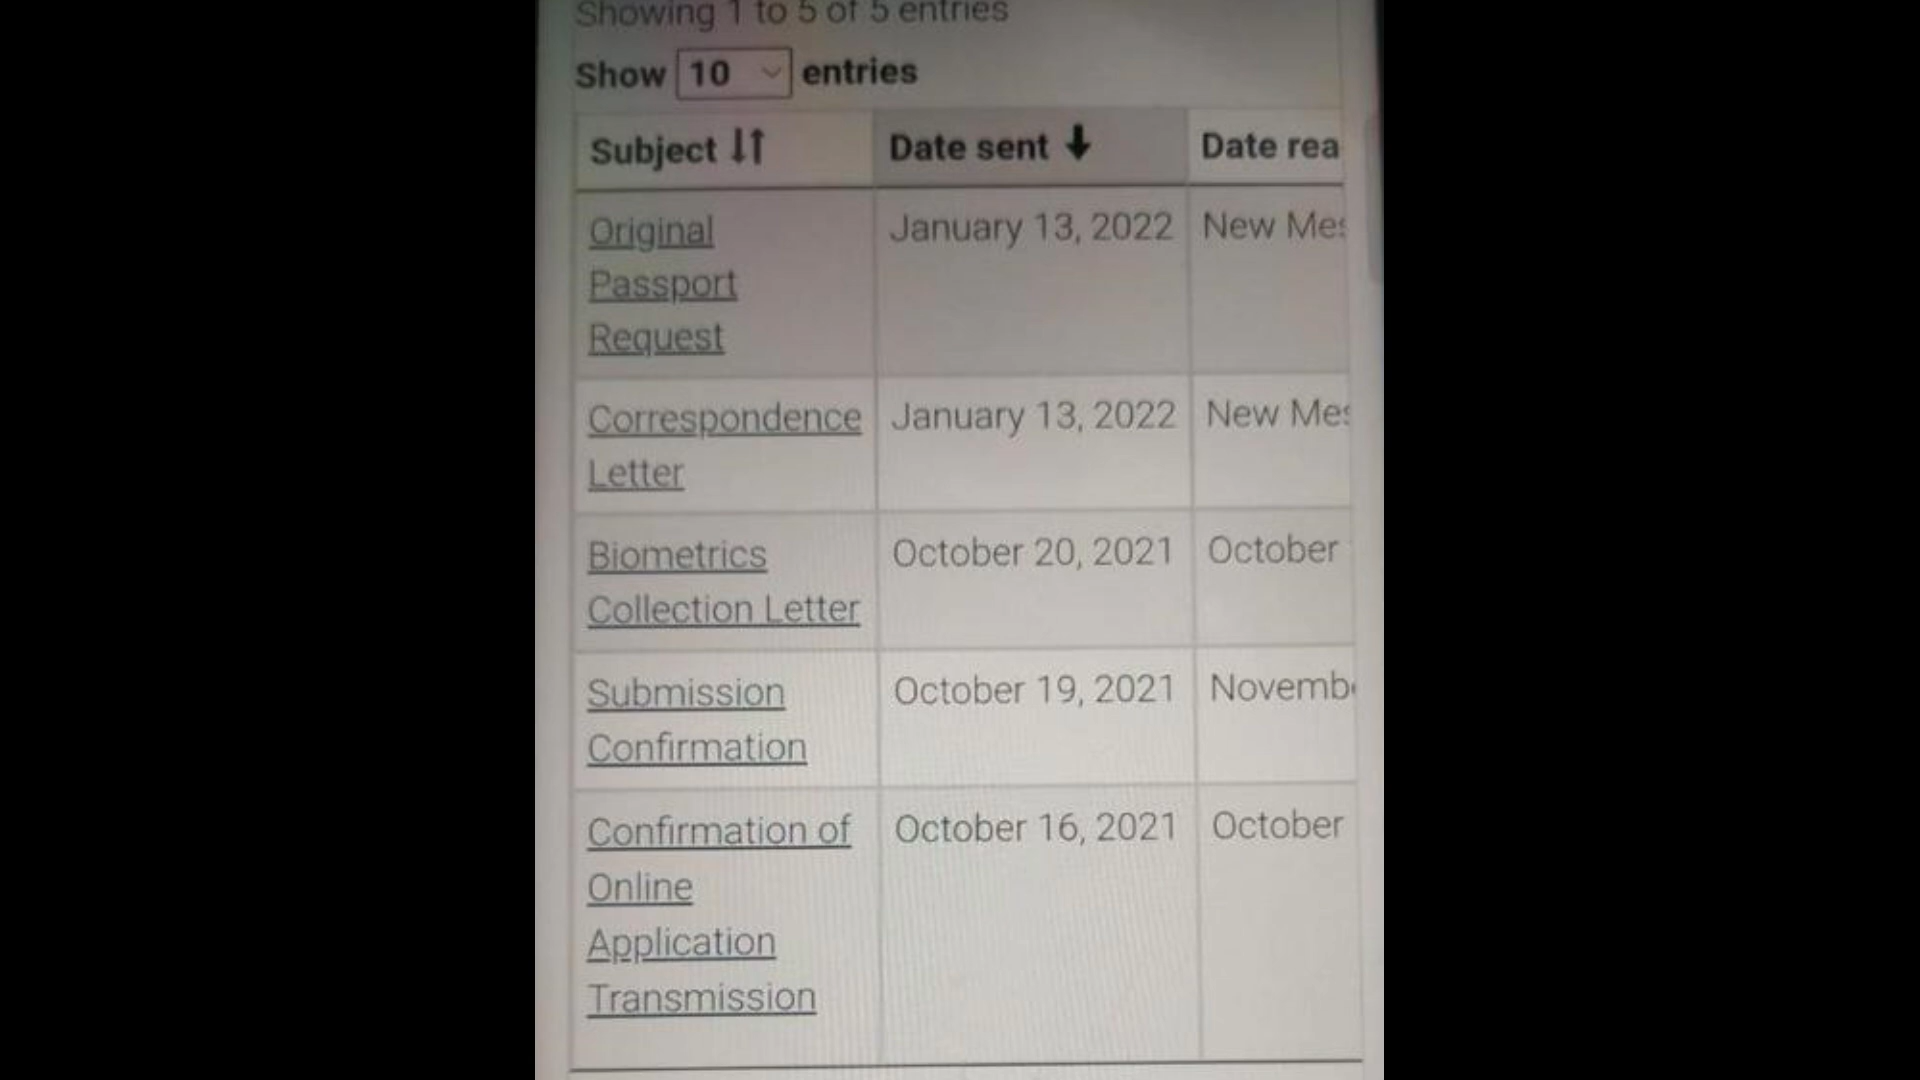 Showing 1 to 5 of 5 entries
Show 10 entries
Subject Date sent Date rea
Original January 13, 2022 New Mes
Passport
Request
Correspondence January 13, 2022 New Mes
Letter
Biometrics October 20, 2021 October
Collection Letter
Submission October 19, 2021 Novemb
Confirmation
Confirmation of October 16, 2021 October
Online
Application
Transmission